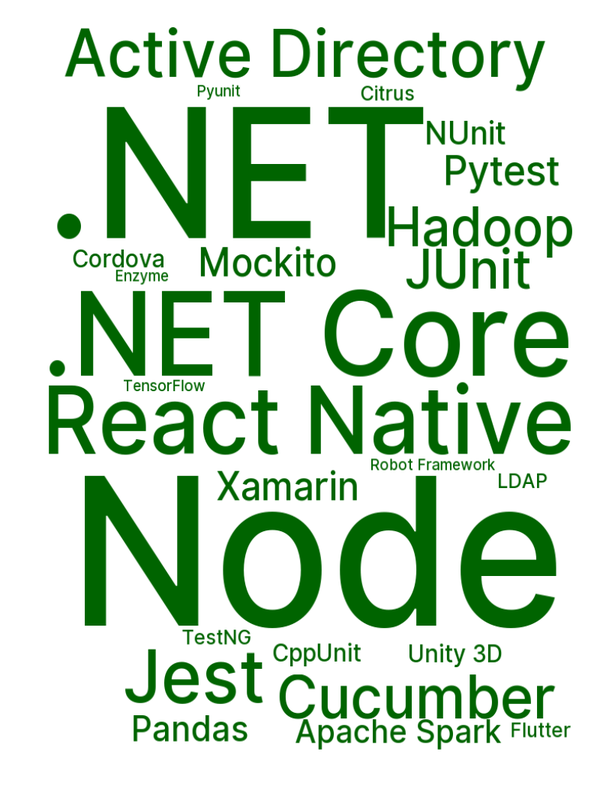 Active Directory
Pyunit
Citrus
.NET
NUnit
Pytest
Hadoop
Cordova
Mockito
JUnit
Enzyme
.NET Core
TensorFlow
React Native
Robot Framework
Xamarin
LDAP
Node
TestNG
CppUnit
Unity 3D
Jest
Cucumber
Pandas
Apache Spark
Flutter